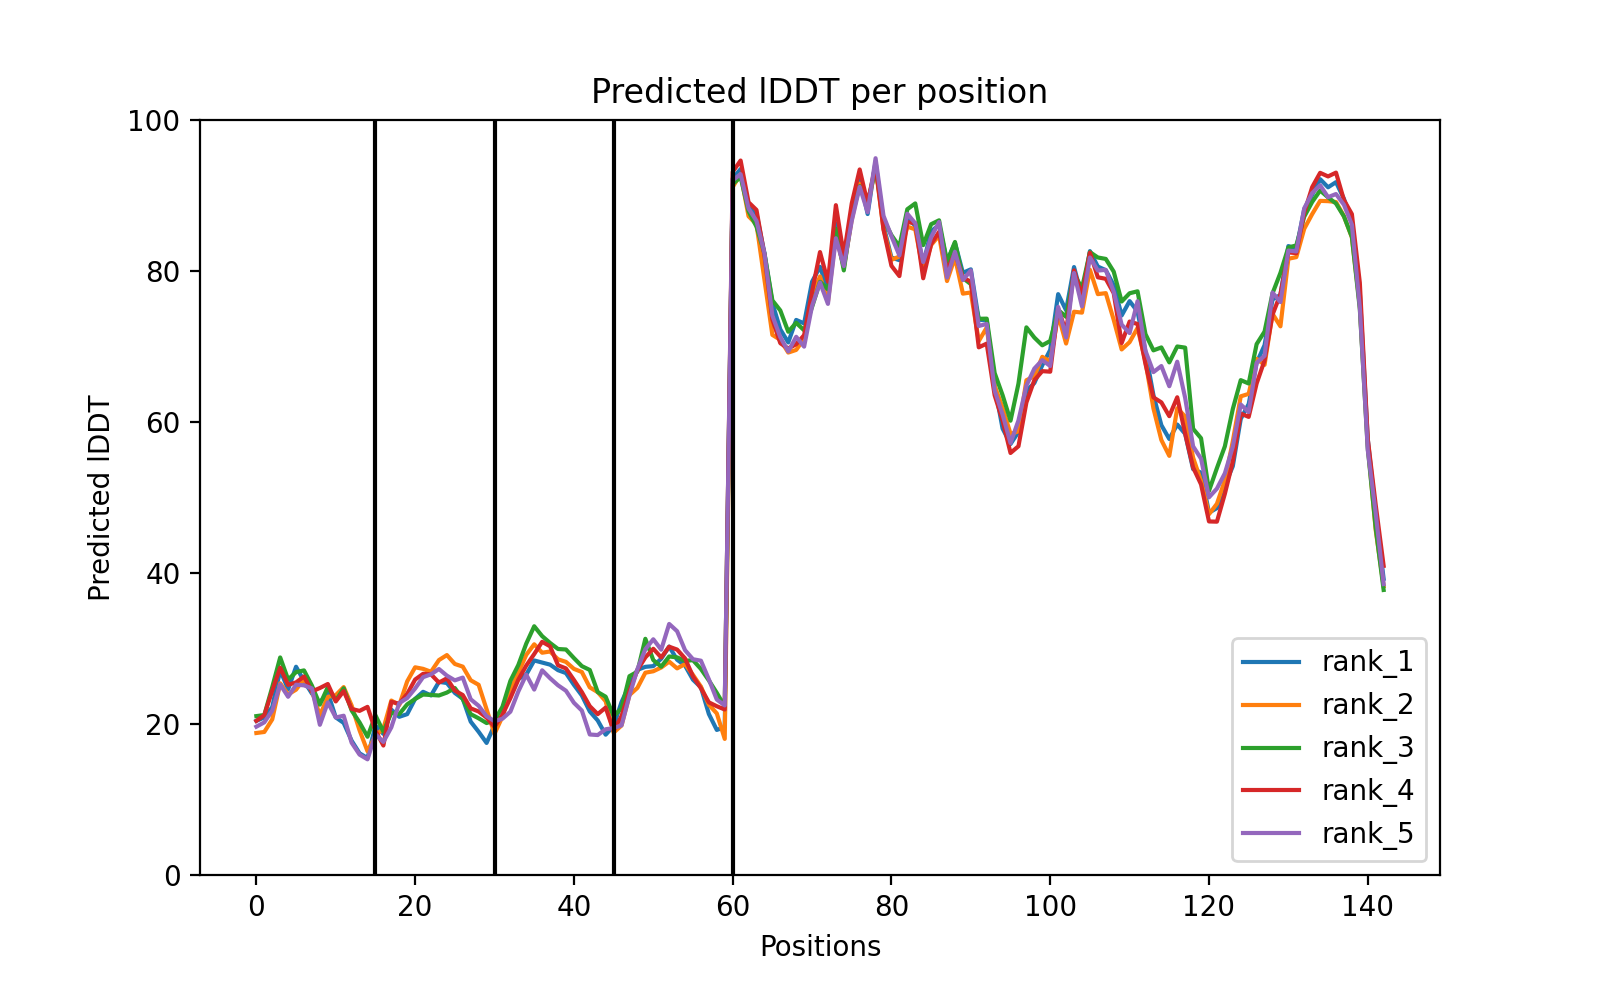 Predicted lDDT per position
100
80
60
40
20
0
Predicted lDDT
0 20 40 60 80 100 120 140
Positions
rank_1
rank_2
rank_3
rank_4
rank_5